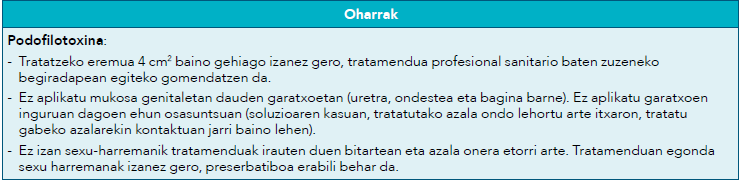 Oharrak
Podofilotoxina:
- Tratatzeko eremua 4 cm² baino gehiago izanez gero, tratamendua profesional sanitario baten zuzeneko
begiradapean egiteko gomendatzen da.
- Ez aplikatu mukosa genitaletan dauden garatxoetan (uretra, ondestea eta bagina barne). Ez aplikatu garatxoen
inguruan dagoen ehun osasuntsuan (soluzioaren kasuan, tratatutako azala ondo lehortu arte itxaron, tratatu
gabeko azalarekin kontaktuan jarri baino lehen).
- Ez izan sexu-harremanik tratamenduak irauten duen bitartean eta azala onera etorri arte. Tratamenduan egonda
sexu harremanak izanez gero, preserbatiboa erabili behar da.